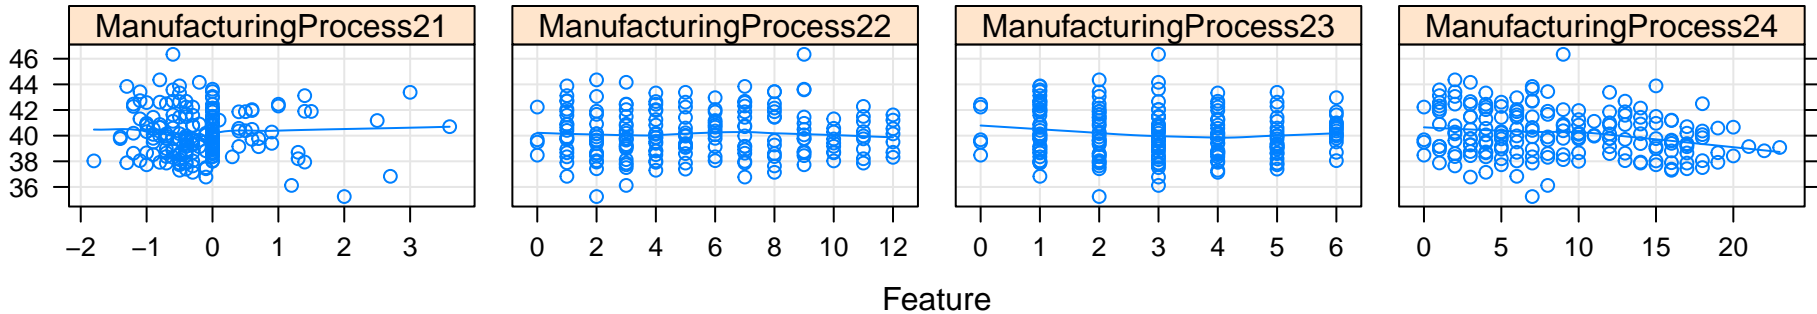 ManufacturingProcess21 ManufacturingProcess22 ManufacturingProcess23 ManufacturingProcess24
46
44
42
40
38
36
−2 −1 0 1 2 3 0 2 4 6 8 10 12 0 1 2 3 4 5 6 0 5 10 15 20
Feature